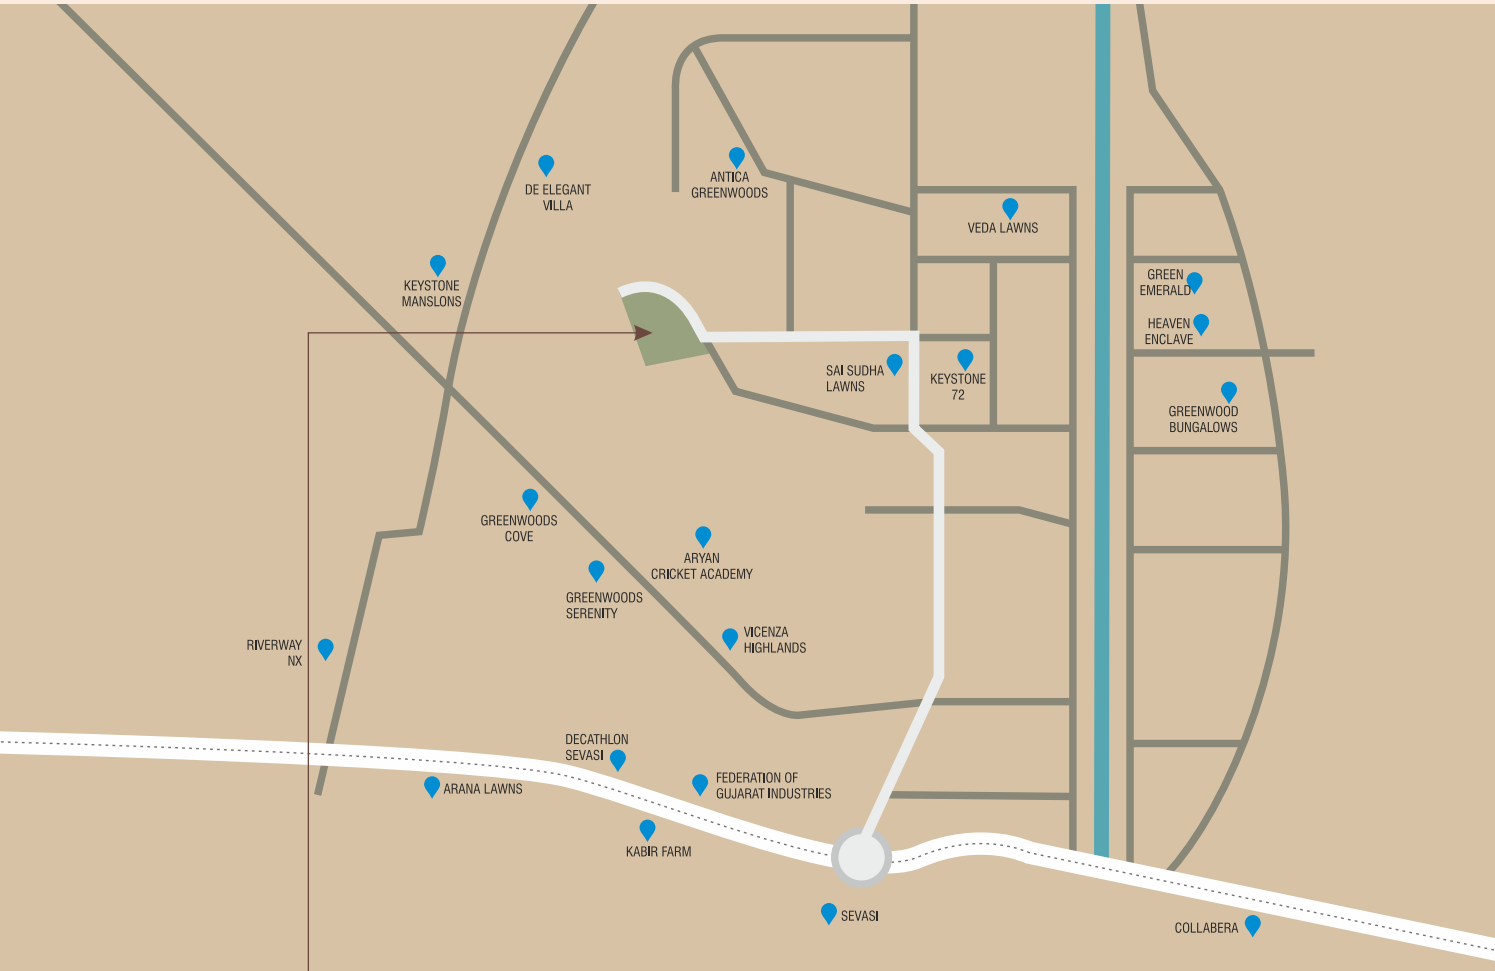 DE ELEGANT
VILLA
ANTICA
GREENWOODS
VEDA LAWNS
KEYSTONE
MANSLONS
GREEN
EMERALD
HEAVEN
ENCLAVE
SAI SUDHA
LAWNS
KEYSTONE
72
GREENWOOD
BUNGALOWS
GREENWOODS
COVE
ARYAN
CRICKET ACADEMY
GREENWOODS
SERENITY
RIVERWAY
NX
VICENZA
HIGHLANDS
DECATHLON
SEVASI
ARANA LAWNS
FEDERATION OF
GUJARAT INDUSTRIES
KABIR FARM
SEVASI
COLLABERA